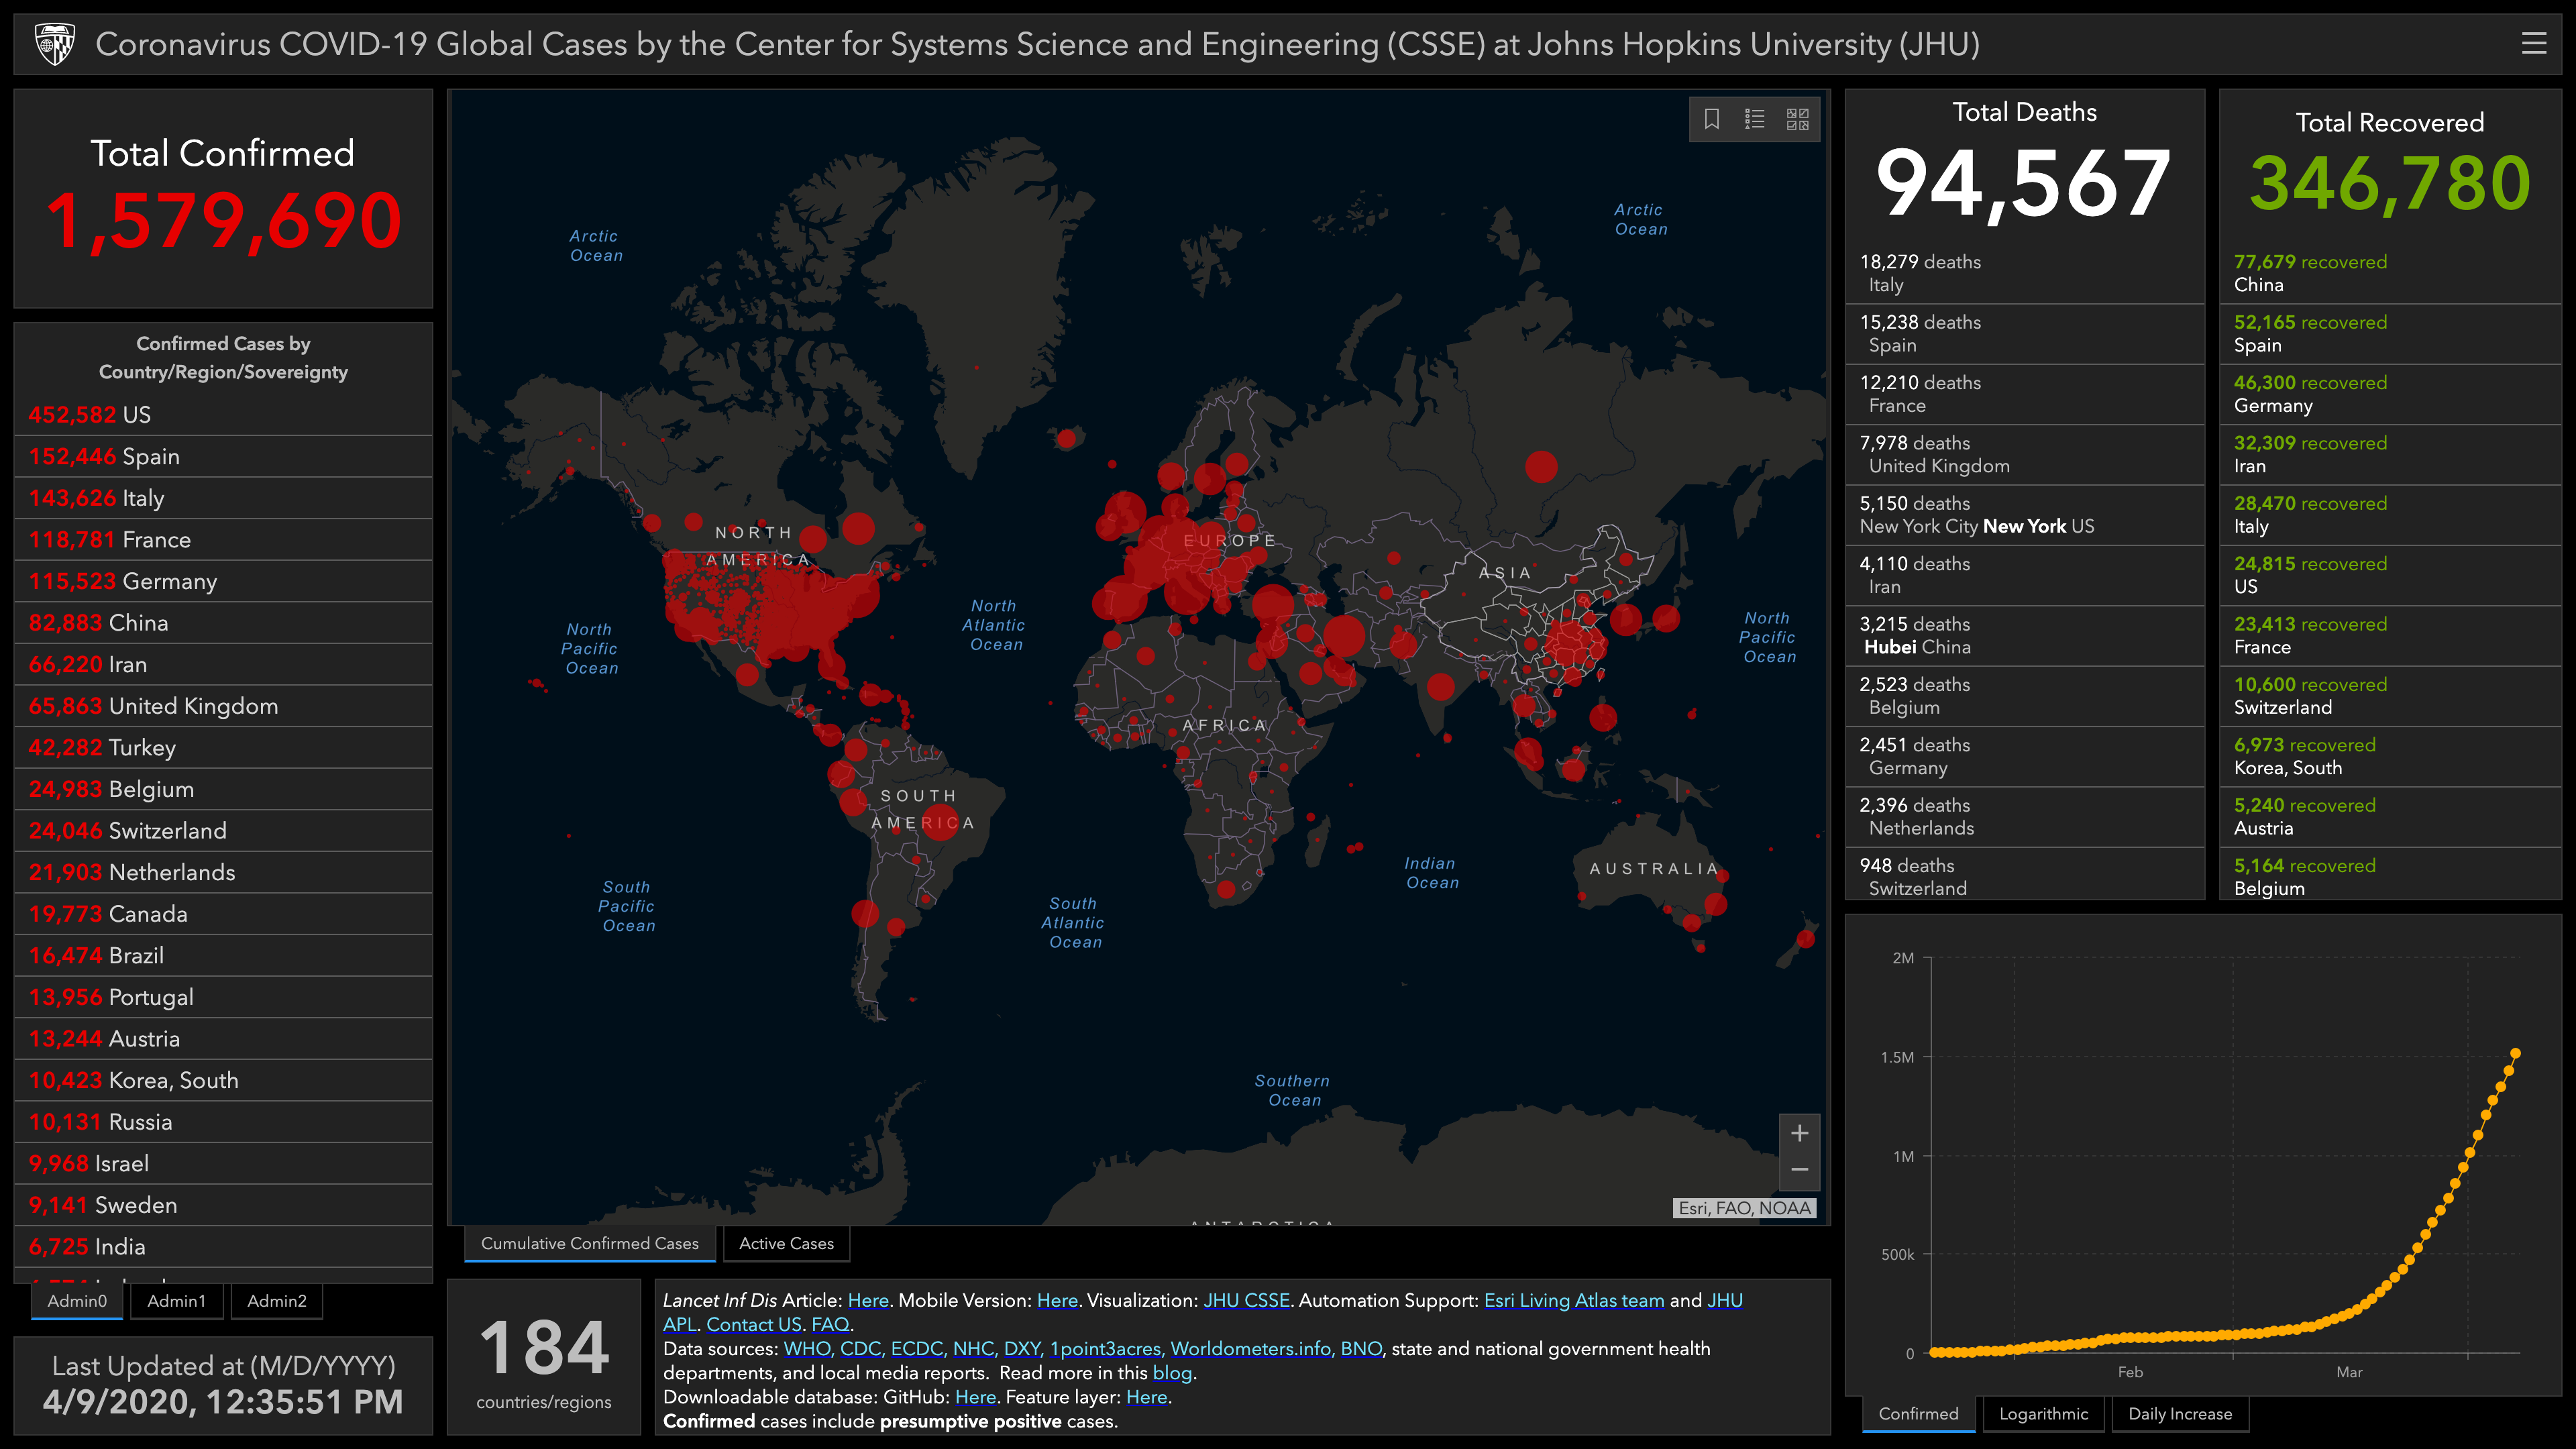 Coronavirus COVID-19 Global Cases by the Center for Systems Science and Engineering (CSSE) at Johns Hopkins University (JHU)
Total Confirmed
1,579,690
Confirmed Cases by
Country/Region/Sovereignty
452,582 US
152,446 Spain
143,626 Italy
118,781 France
115,523 Germany
82,883 China
66,220 Iran
65,863 United Kingdom
42,282 Turkey
24,983 Belgium
24,046 Switzerland
21,903 Netherlands
19,773 Canada
16,474 Brazil
13,956 Portugal
13,244 Austria
10,423 Korea, South
10,131 Russia
9,968 Israel
9,141 Sweden
6,725 India
Admin0
Admin1
Admin2
Last Updated at (M/D/YYYY)
4/9/2020, 12:35:51 PM
Arctic
Ocean
Arctic
Ocean
NORTH
AMERICA
EUROPE
ASIA
North
Pacific
Ocean
North
Atlantic
Ocean
North
Pacific
Ocean
AFRICA
SOUTH
AMERICA
AUSTRALIA
Indian
Ocean
South
Pacific
Ocean
South
Atlantic
Ocean
Southern
Ocean
ANTARCTICA
+
−
Esri, FAO, NOAA
Cumulative Confirmed Cases
Active Cases
184
countries/regions
Lancet Inf Dis Article: Here. Mobile Version: Here. Visualization: JHU CSSE. Automation Support: Esri Living Atlas team and JHU
APL. Contact US. FAQ.
Data sources: WHO, CDC, ECDC, NHC, DXY, 1point3acres, Worldometers.info, BNO, state and national government health
departments, and local media reports. Read more in this blog.
Downloadable database: GitHub: Here. Feature layer: Here.
Confirmed cases include presumptive positive cases.
Total Deaths
94,567
18,279 deaths
Italy
15,238 deaths
Spain
12,210 deaths
France
7,978 deaths
United Kingdom
5,150 deaths
New York City New York US
4,110 deaths
Iran
3,215 deaths
Hubei China
2,523 deaths
Belgium
2,451 deaths
Germany
2,396 deaths
Netherlands
948 deaths
Switzerland
Total Recovered
346,780
77,679 recovered
China
52,165 recovered
Spain
46,300 recovered
Germany
32,309 recovered
Iran
28,470 recovered
Italy
24,815 recovered
US
23,413 recovered
France
10,600 recovered
Switzerland
6,973 recovered
Korea, South
5,240 recovered
Austria
5,164 recovered
Belgium
2M
1.5M
1M
500k
0
Feb
Mar
Confirmed
Logarithmic
Daily Increase